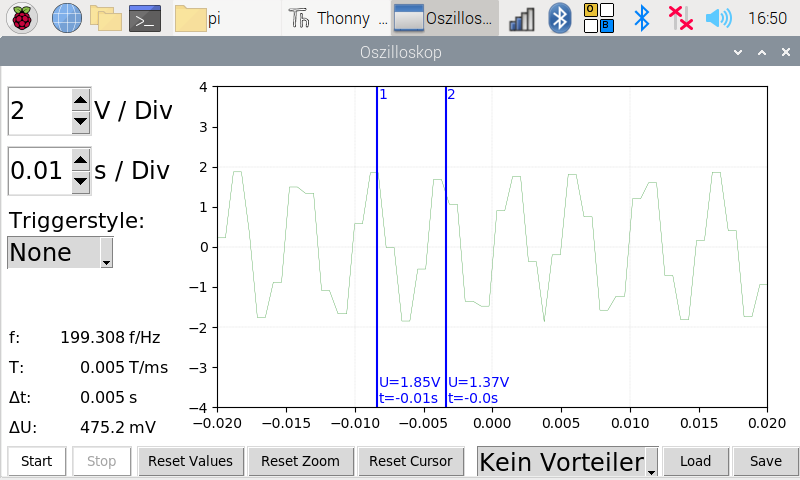 pi
Thonny ...
Oszillos...
16:50
Oszilloskop
2 V / Div
0.01 s / Div
Triggerstyle:
None
f: 199.308 f/Hz
T: 0.005 T/ms
Δt: 0.005 s
ΔU: 475.2 mV
4
3
2
1
0
−1
−2
−3
−4
1
2
U=1.85V
t=-0.01s
U=1.37V
t=-0.0s
−0.020 −0.015 −0.010 −0.005 0.000 0.005 0.010 0.015 0.020
Start Stop Reset Values Reset Zoom Reset Cursor Kein Vorteiler Load Save